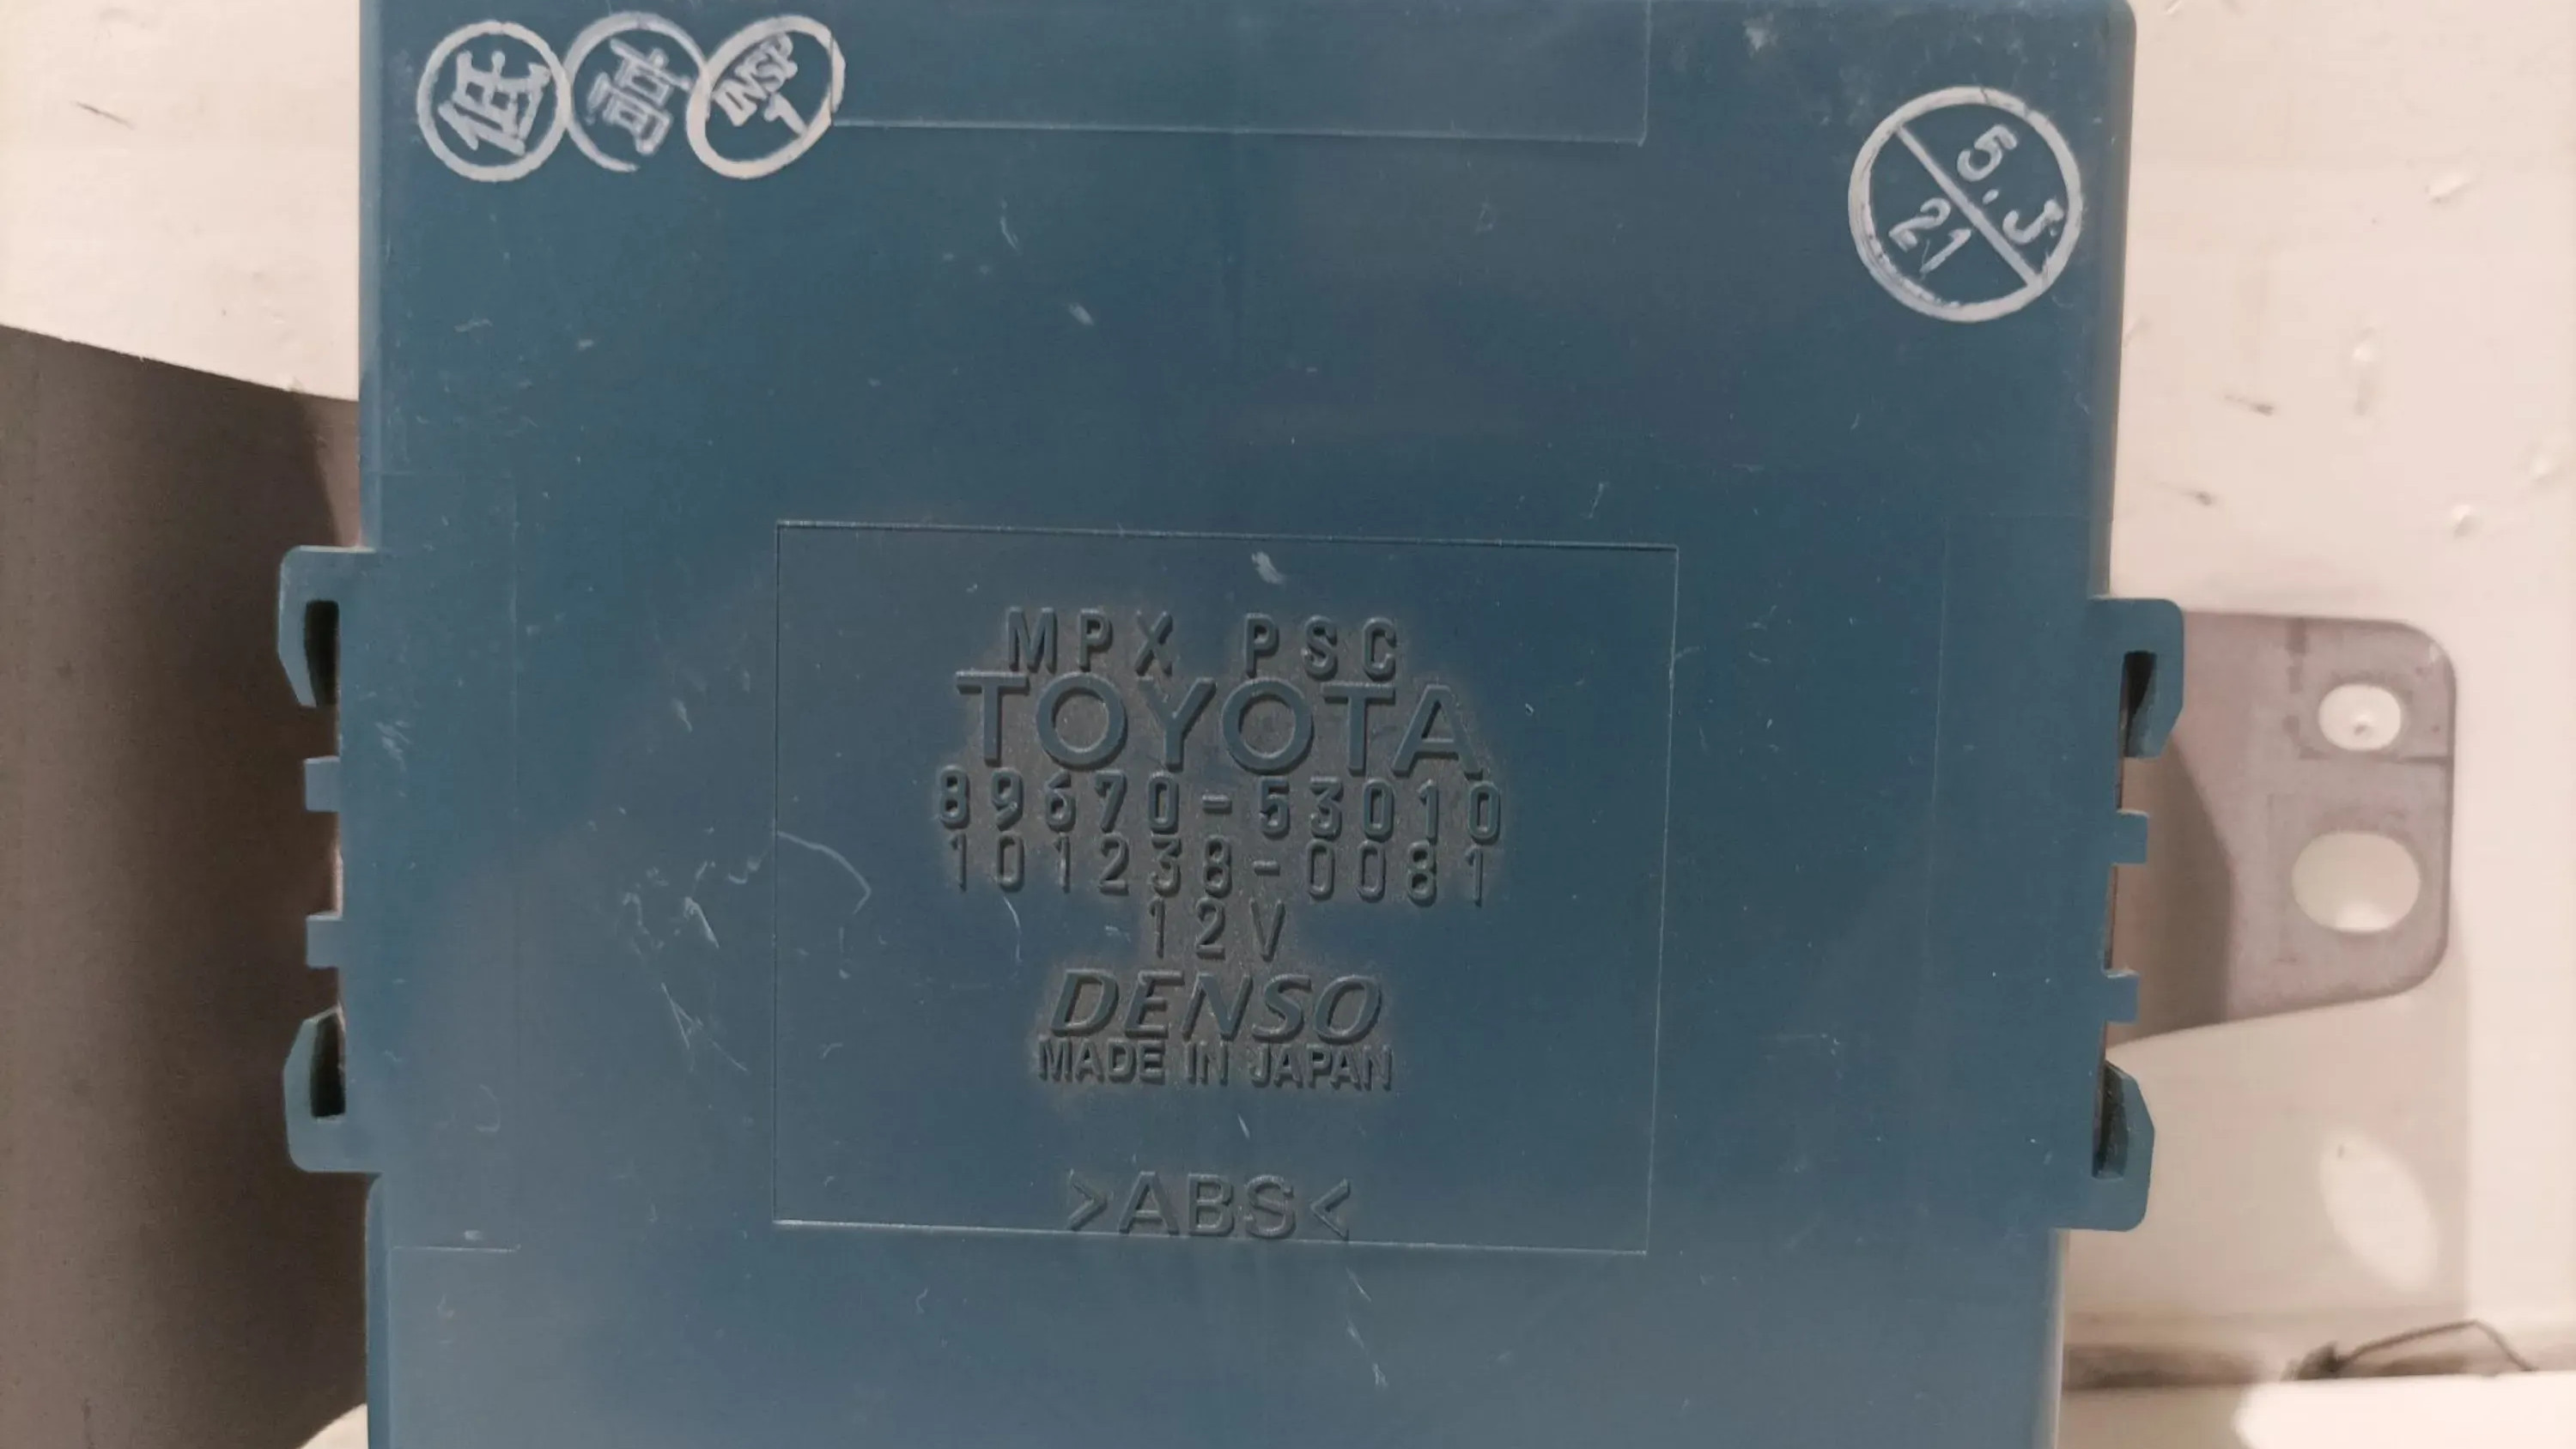 低
高
INSP
1
5.J
21
MPX PSC
TOYOTA
89670-53010
101238-0081
12V
DENSO
MADE IN JAPAN
>ABS<